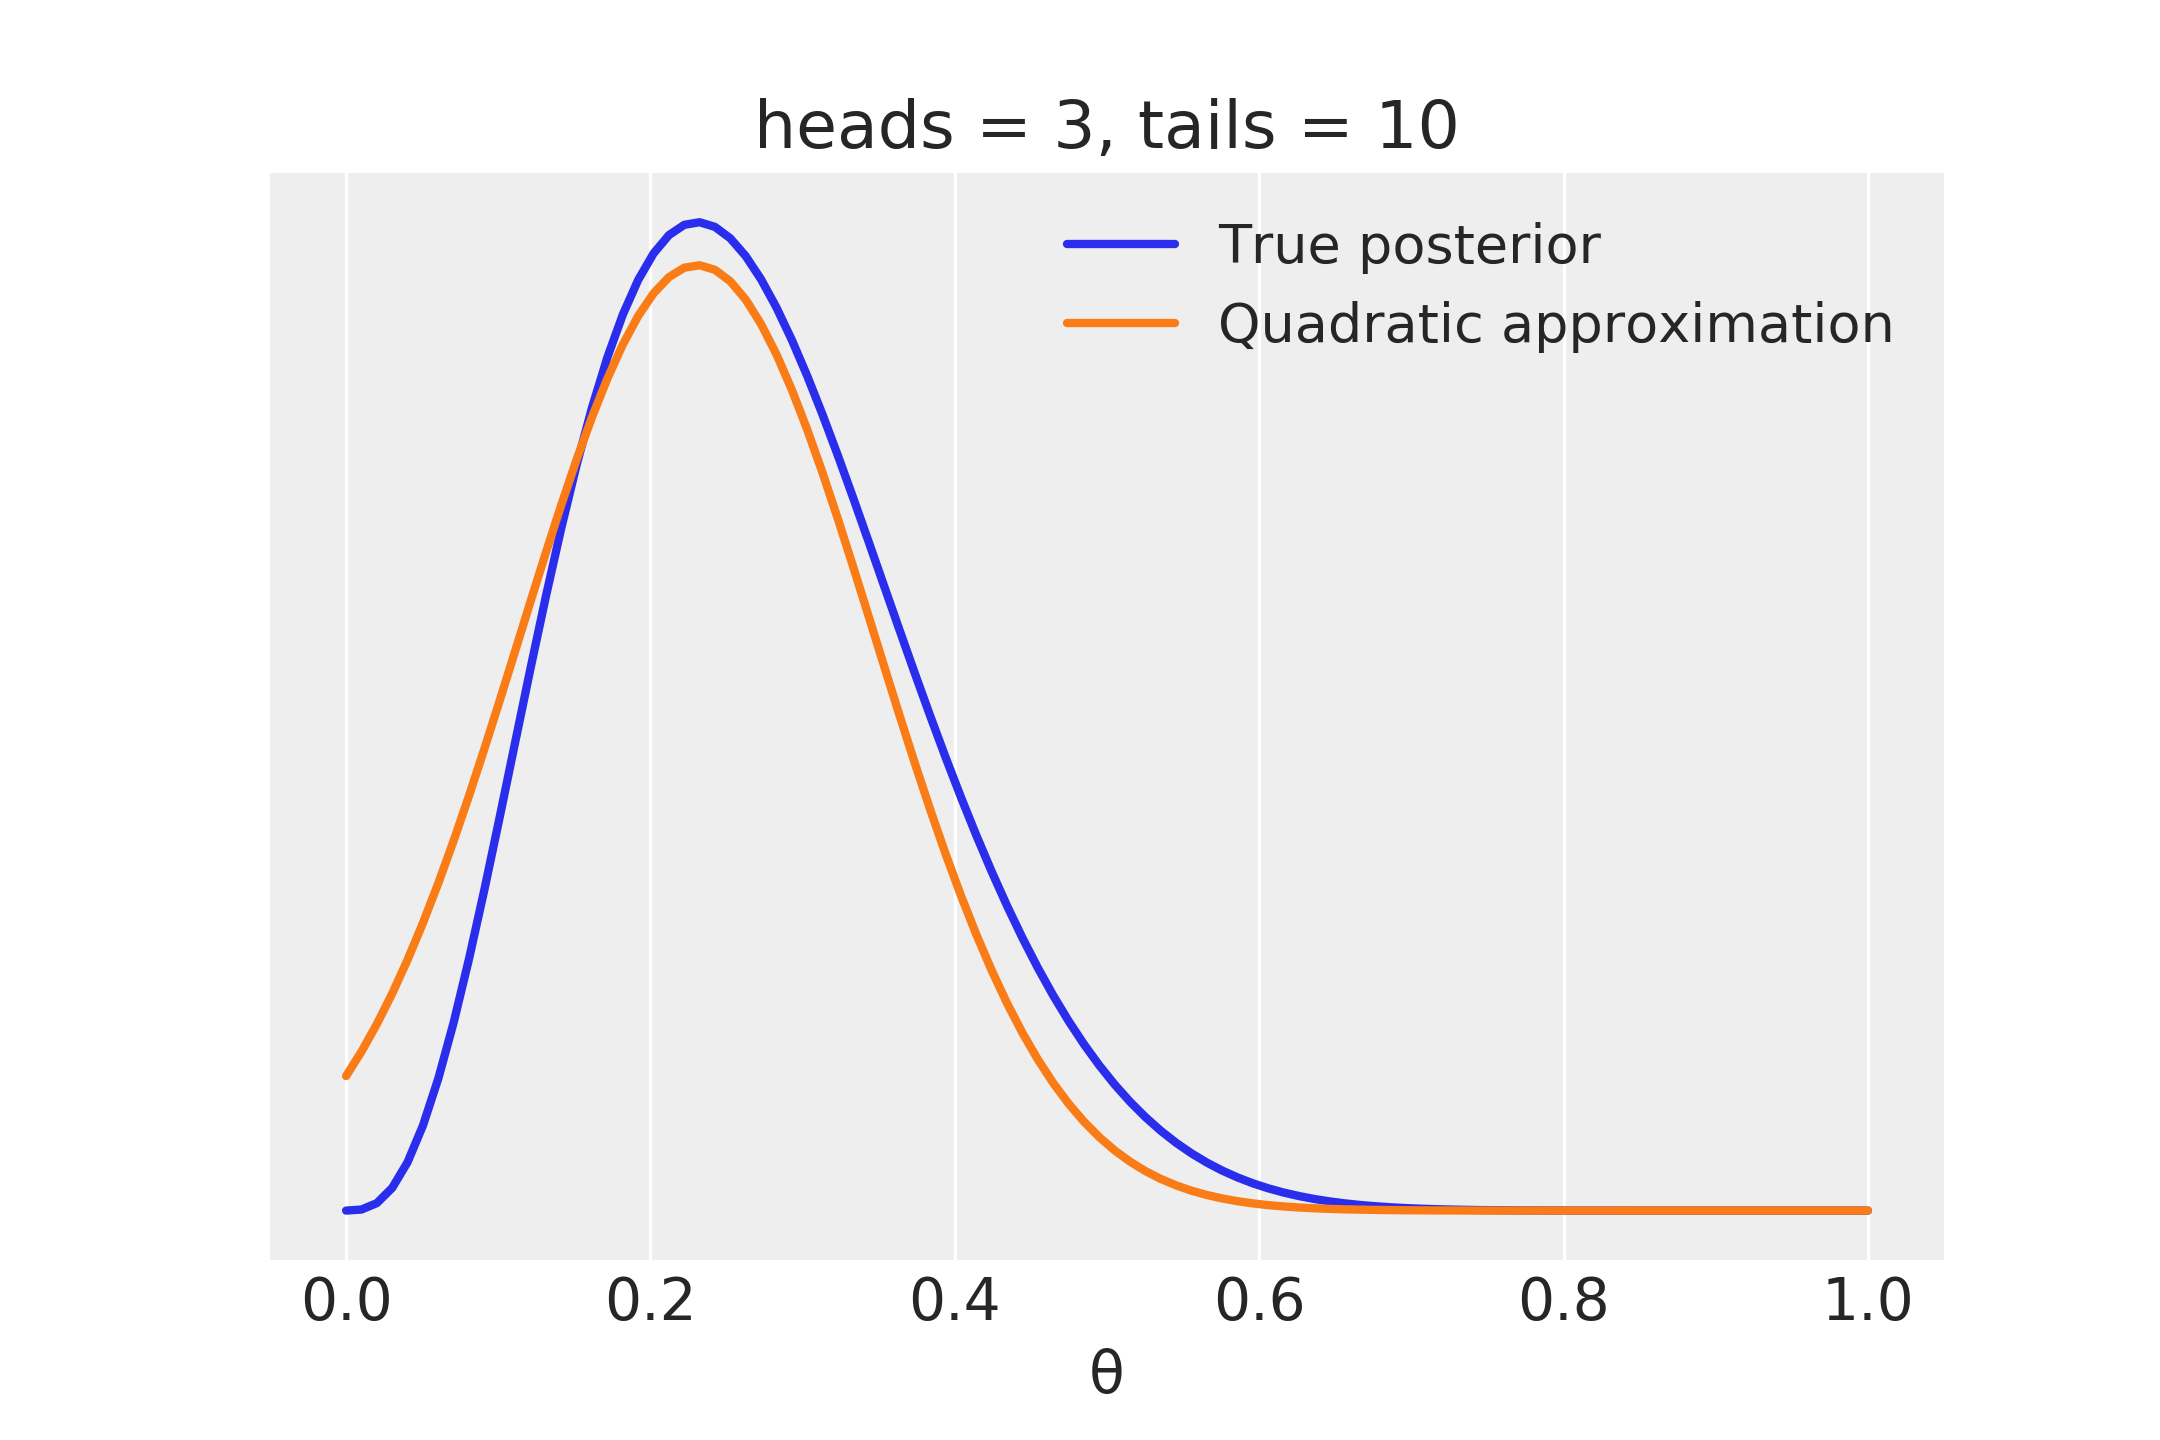 heads = 3, tails = 10
True posterior
Quadratic approximation
0.0 0.2 0.4 0.6 0.8 1.0
θ